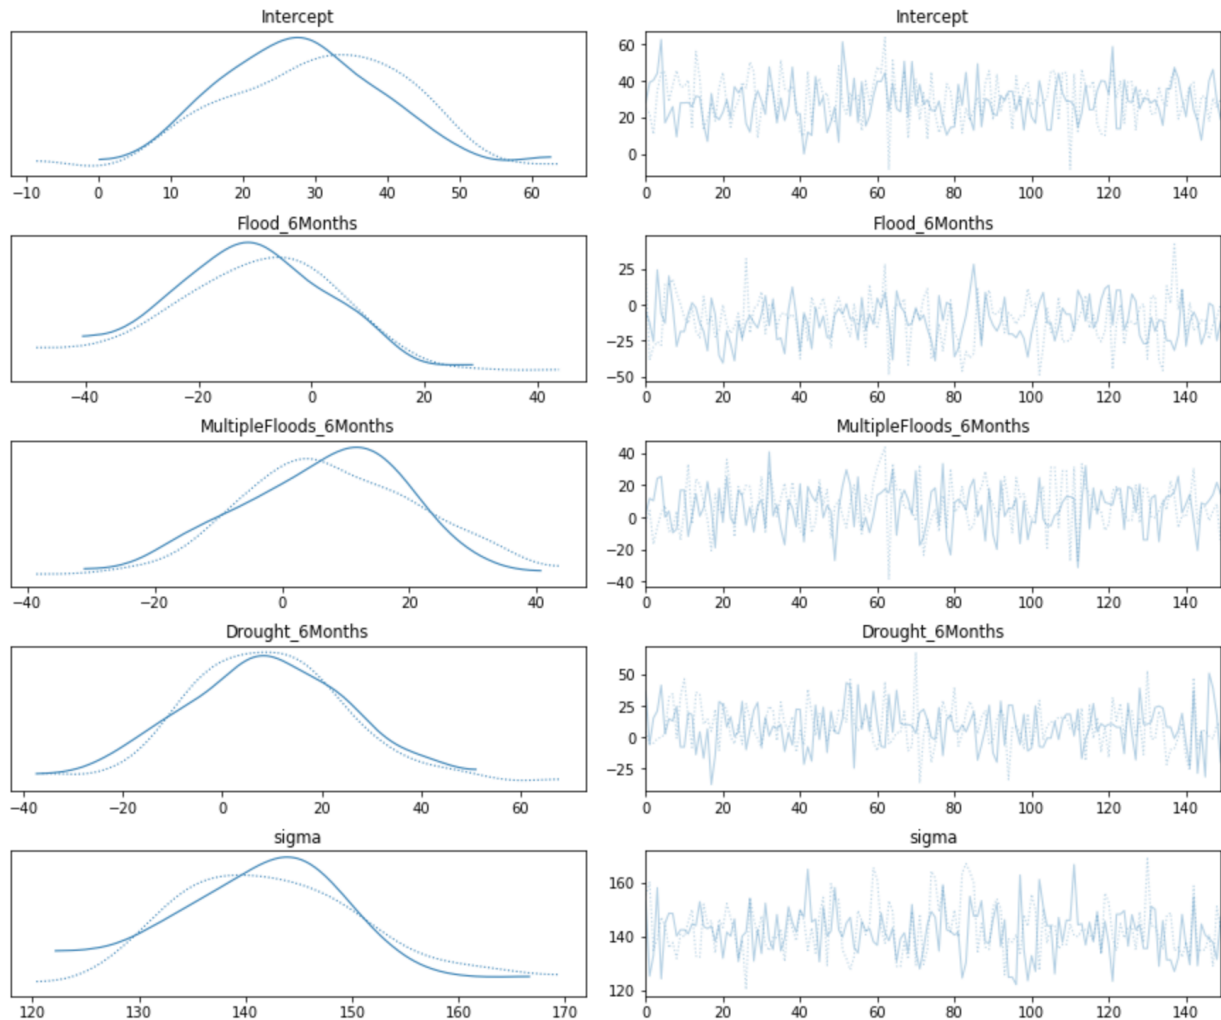 Intercept
Intercept
60
40
20
0
−10 0 10 20 30 40 50 60
0 20 40 60 80 100 120 140
Flood_6Months
Flood_6Months
25
0
−25
−50
−40 −20 0 20 40
0 20 40 60 80 100 120 140
MultipleFloods_6Months
MultipleFloods_6Months
40
20
0
−20
−40
−40 −20 0 20 40
0 20 40 60 80 100 120 140
Drought_6Months
Drought_6Months
50
25
0
−25
−40 −20 0 20 40 60
0 20 40 60 80 100 120 140
sigma
sigma
160
140
120
120 130 140 150 160 170
0 20 40 60 80 100 120 140